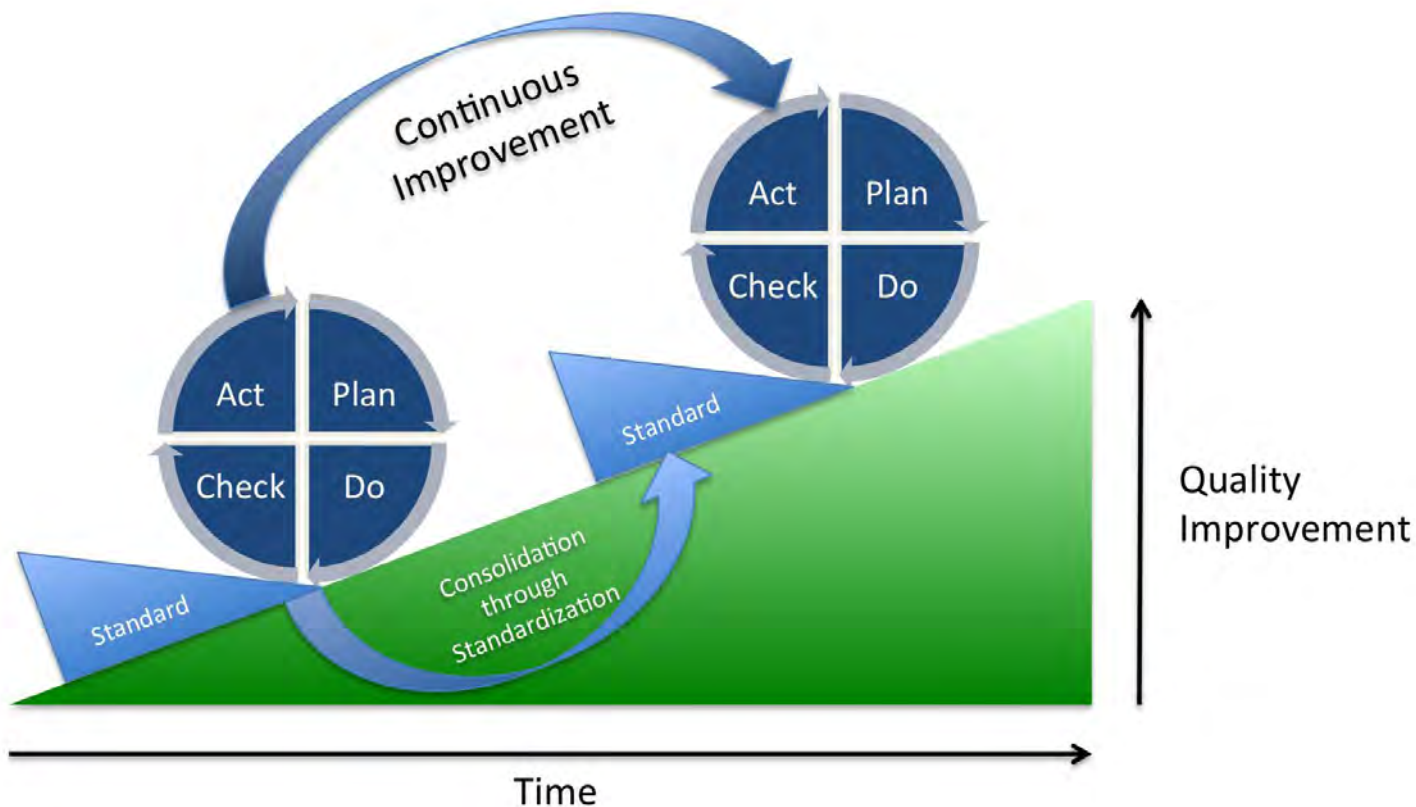 Continuous
Improvement
Act
Plan
Check
Do
Act
Plan
Check
Do
Standard
Standard
Consolidation
through
Standardization
Quality
Improvement
Time